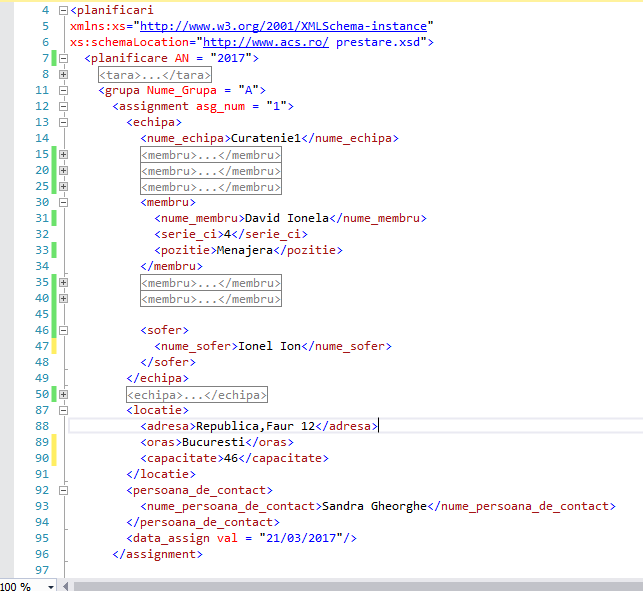 4 <planificari
5 xmlns:xs="http://www.w3.org/2001/XMLSchema-instance"
6 xs:schemaLocation="http://www.acs.ro/ prestare.xsd">
7 <planificare AN = "2017">
8 <tara>...</tara>
11 <grupa Nume_Grupa = "A">
12 <assignment asg_num = "1">
13 <echipa>
14 <nume_echipa>Curatenie1</nume_echipa>
15 <membru>...</membru>
20 <membru>...</membru>
25 <membru>...</membru>
30 <membru>
31 <nume_membru>David Ionela</nume_membru>
32 <serie_ci>4</serie_ci>
33 <pozitie>Menajera</pozitie>
34 </membru>
35 <membru>...</membru>
40 <membru>...</membru>
45
46 <sofer>
47 <nume_sofer>Ionel Ion</nume_sofer>
48 </sofer>
49 </echipa>
50 <echipa>...</echipa>
87 <locatie>
88 <adresa>Republica,Faur 12</adresa>
89 <oras>Bucuresti</oras>
90 <capacitate>46</capacitate>
91 </locatie>
92 <persoana_de_contact>
93 <nume_persoana_de_contact>Sandra Gheorghe</nume_persoana_de_contact>
94 </persoana_de_contact>
95 <data_assign val = "21/03/2017"/>
96 </assignment>
97
100 %